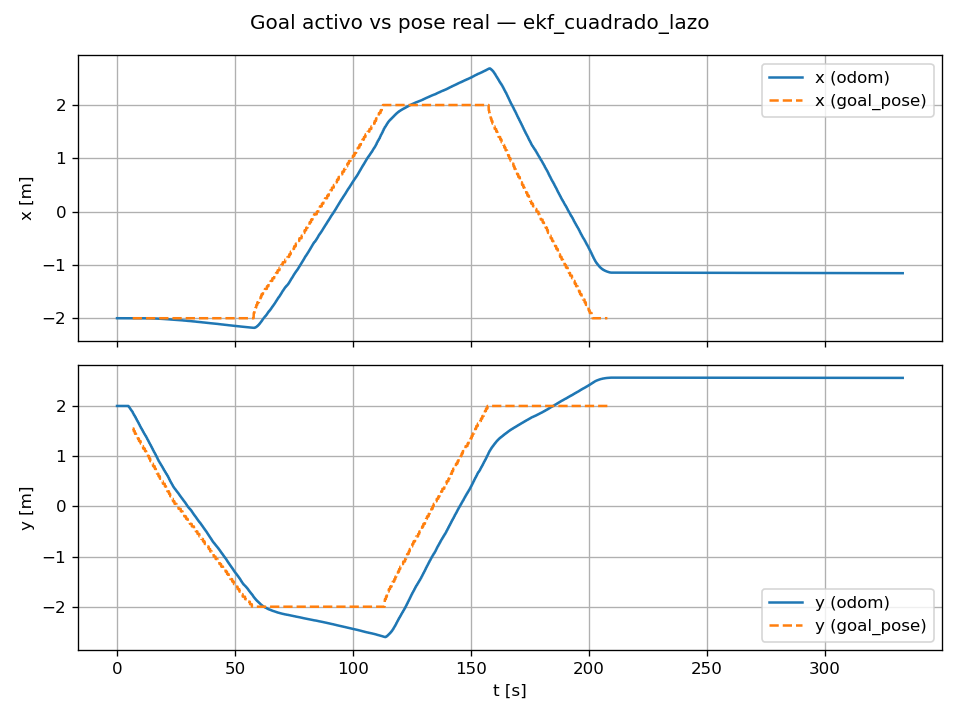 Goal activo vs pose real — ekf_cuadrado_lazo
x [m]
2
1
0
−1
−2
x (odom)
x (goal_pose)
y [m]
2
1
0
−1
−2
y (odom)
y (goal_pose)
0 50 100 150 200 250 300
t [s]